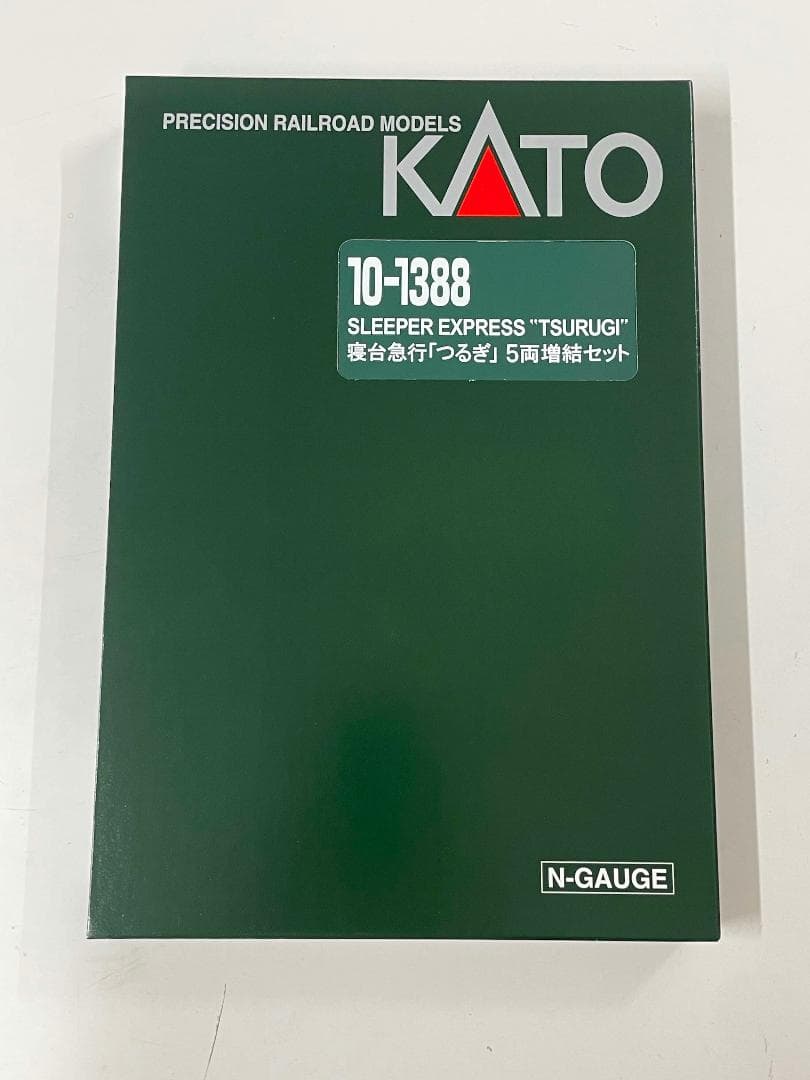 PRECISION RAILROAD MODELS
KATO
10-1388
SLEEPER EXPRESS "TSURUGI"
寝台急行「つるぎ」 5両増結セット
N-GAUGE